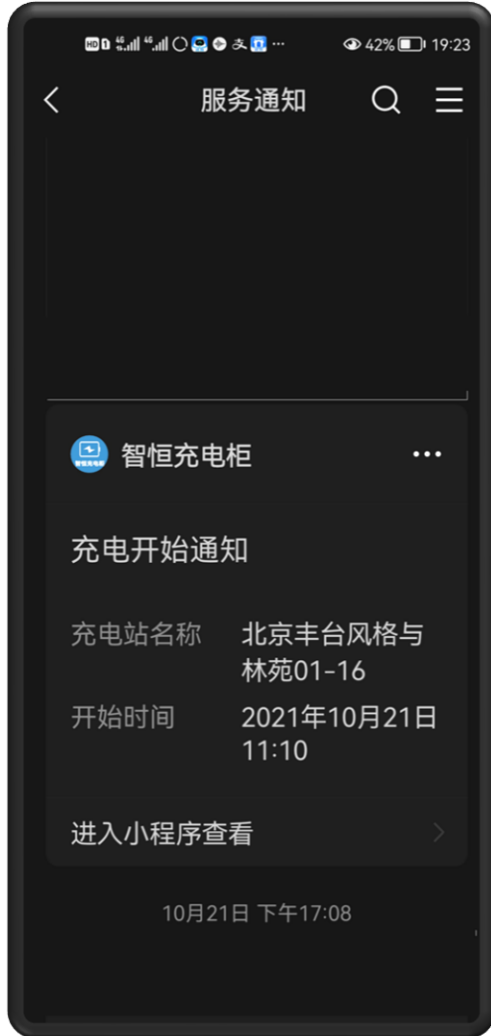 42% 19:23
服务通知
智恒充电柜
充电开始通知
充电站名称 北京丰台风格与
林苑01-16
开始时间 2021年10月21日
11:10
进入小程序查看
10月21日 下午17:08